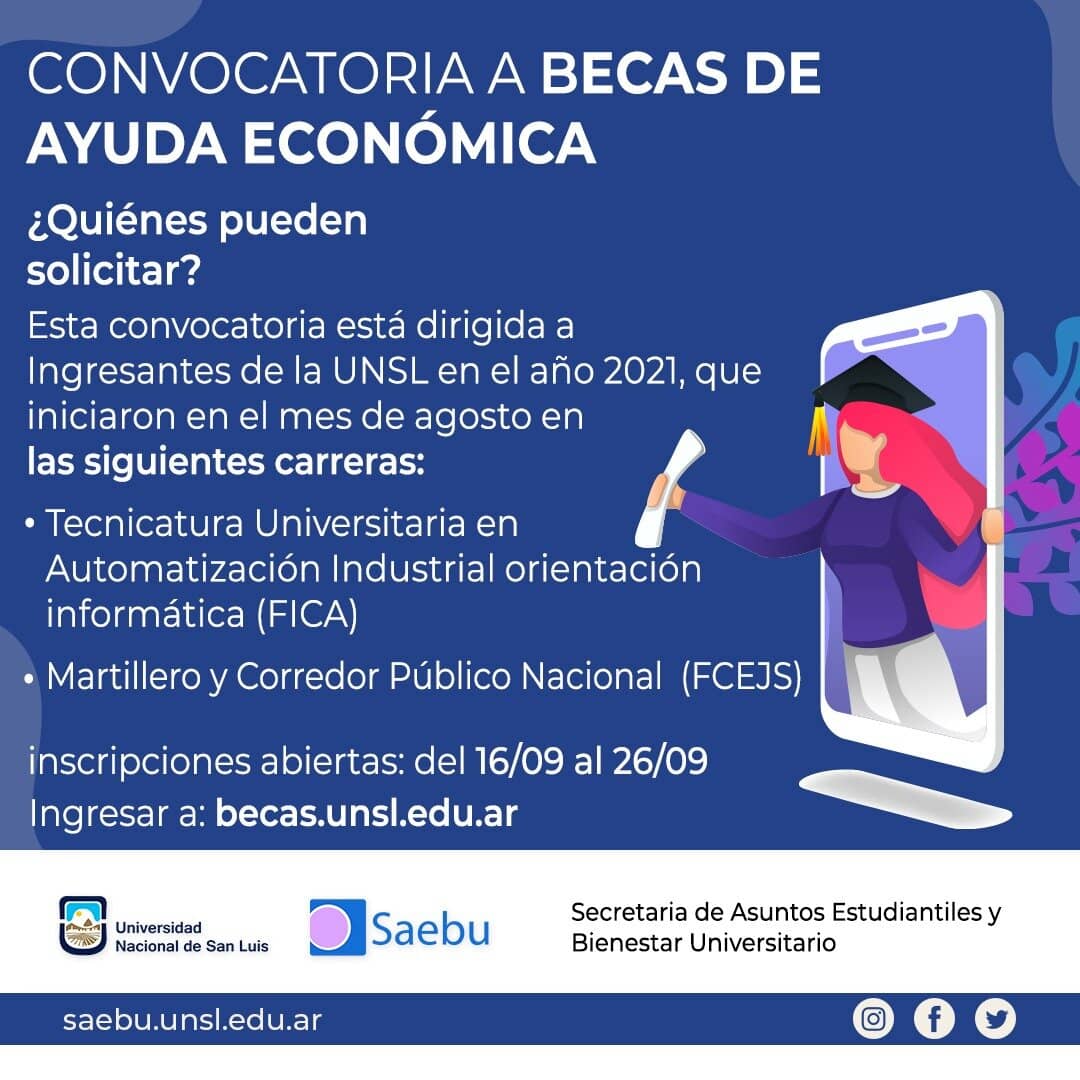 CONVOCATORIA A BECAS DE
AYUDA ECONÓMICA
¿Quiénes pueden
solicitar?
Esta convocatoria está dirigida a
Ingresantes de la UNSL en el año 2021, que
iniciaron en el mes de agosto en
las siguientes carreras:
• Tecnicatura Universitaria en
Automatización Industrial orientación
informática (FICA)
• Martillero y Corredor Público Nacional (FCEJS)
inscripciones abiertas: del 16/09 al 26/09
Ingresar a: becas.unsl.edu.ar
Universidad
Nacional de San Luis
Saebu
Secretaria de Asuntos Estudiantiles y
Bienestar Universitario
saebu.unsl.edu.ar